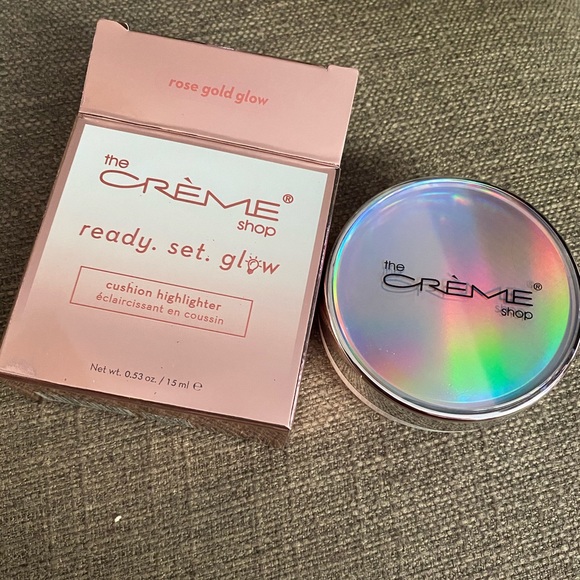 rose gold glow
the
CRÈME®
shop
ready. set. glow
cushion highlighter
éclaircissant en coussin
Net wt. 0.53 oz. / 15 ml ℮
the
CRÈME®
shop